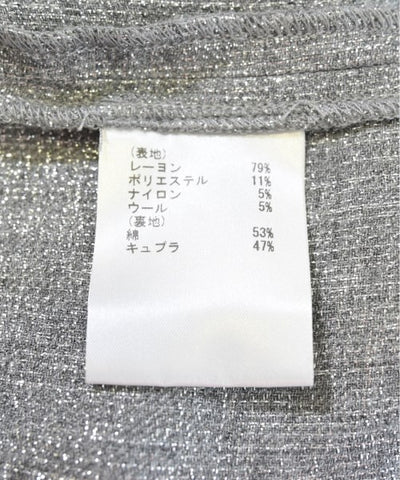 (表地)
レーヨン 79%
ポリエステル 11%
ナイロン 5%
ウール 5%
(裏地)
綿 53%
キュプラ 47%